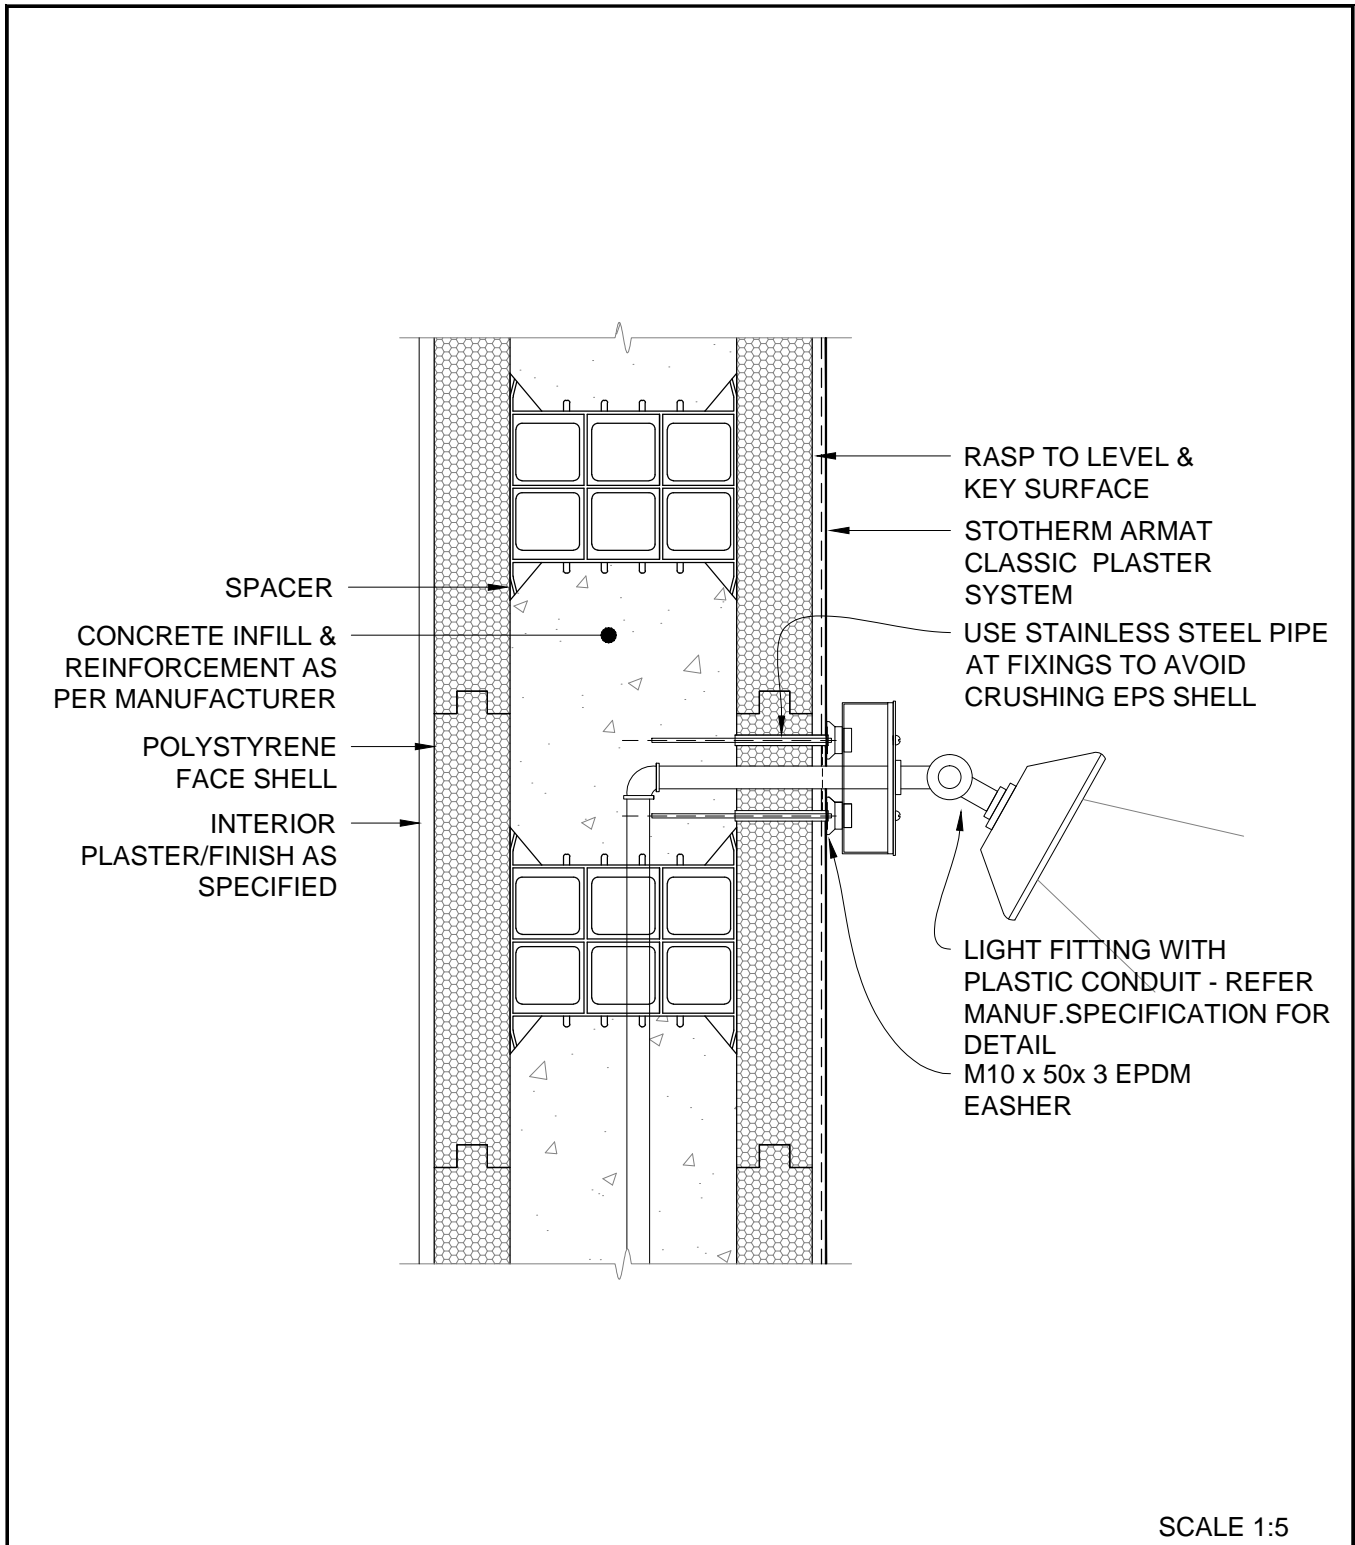 SPACER
CONCRETE INFILL &
REINFORCEMENT AS
PER MANUFACTURER
POLYSTYRENE
FACE SHELL
INTERIOR
PLASTER/FINISH AS
SPECIFIED
RASP TO LEVEL &
KEY SURFACE
STOTHERM ARMAT
CLASSIC PLASTER
SYSTEM
USE STAINLESS STEEL PIPE
AT FIXINGS TO AVOID
CRUSHING EPS SHELL
LIGHT FITTING WITH
PLASTIC CONDUIT - REFER
MANUF.SPECIFICATION FOR
DETAIL
M10 x 50x 3 EPDM
EASHER
SCALE 1:5